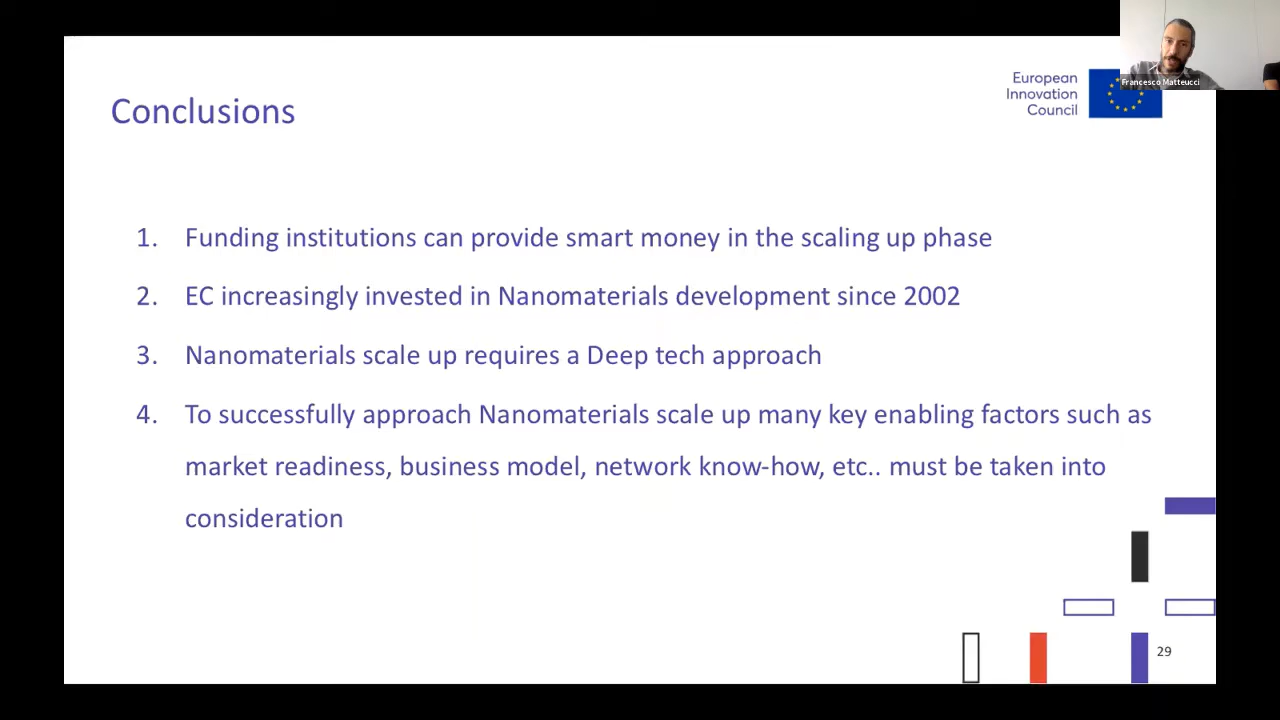 Francesco Matteucci
European
Innovation
Council
Conclusions
1. Funding institutions can provide smart money in the scaling up phase
2. EC increasingly invested in Nanomaterials development since 2002
3. Nanomaterials scale up requires a Deep tech approach
4. To successfully approach Nanomaterials scale up many key enabling factors such as
market readiness, business model, network know-how, etc.. must be taken into
consideration
29